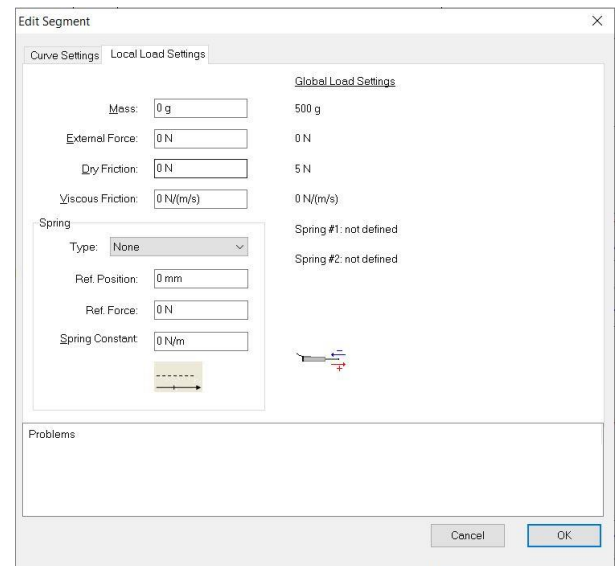 Edit Segment
Curve Settings Local Load Settings
Global Load Settings
Mass: 0 g 500 g
External Force: 0 N 0 N
Dry Friction: 0 N 5 N
Viscous Friction: 0 N/(m/s) 0 N/(m/s)
Spring
Spring #1: not defined
Type: None
Spring #2: not defined
Ref. Position: 0 mm
Ref. Force: 0 N
Spring Constant: 0 N/m
- 
+
Problems
Cancel OK